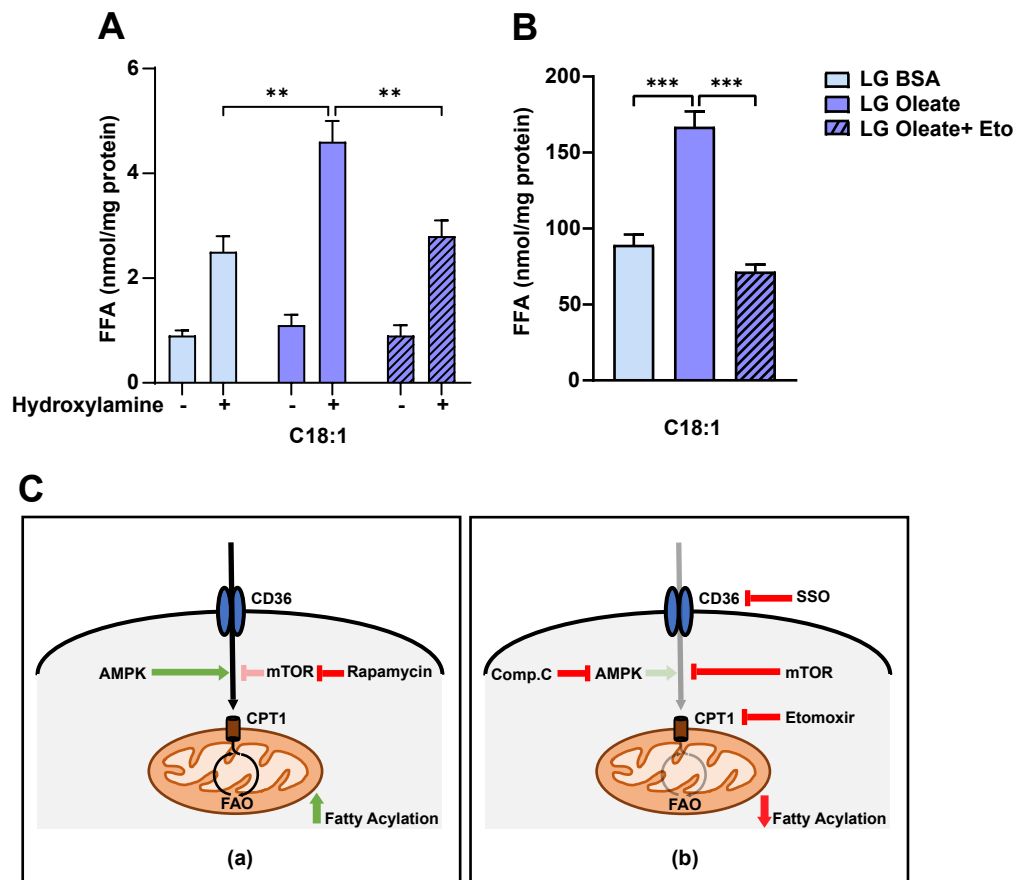 A
FFA (nmol/mg protein)
6
4
2
0
**
**
Hydroxylamine - + - + - +
C18:1
B
FFA (nmol/mg protein)
200
150
100
50
0
***
***
C18:1
LG BSA
LG Oleate
LG Oleate+ Eto
C
CD36
AMPK
mTOR
Rapamycin
CPT1
FAO
Fatty Acylation
(a)
CD36
SSO
Comp.C
AMPK
mTOR
CPT1
Etomoxir
FAO
Fatty Acylation
(b)